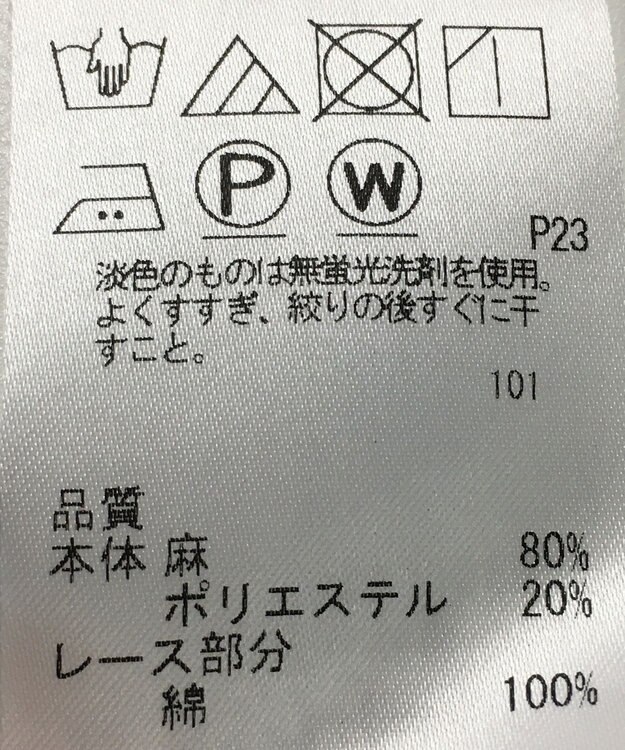 P W
P23
淡色のものは無蛍光洗剤を使用。
よくすすぎ、絞りの後すぐに干
すこと。
101
品質
本体 麻 80%
ポリエステル 20%
レース部分
綿 100%